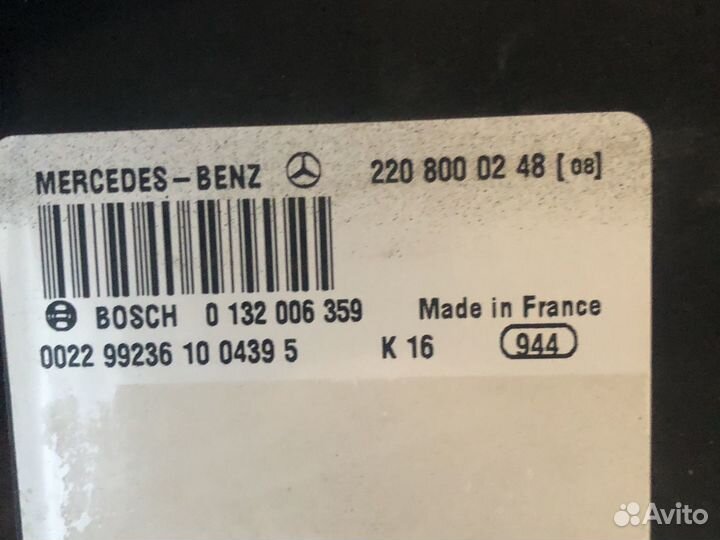 MERCEDES-BENZ 220 800 02 48 [08]
BOSCH 0 132 006 359 Made in France
0022 99236 10 0439 5 K 16 944
Avito